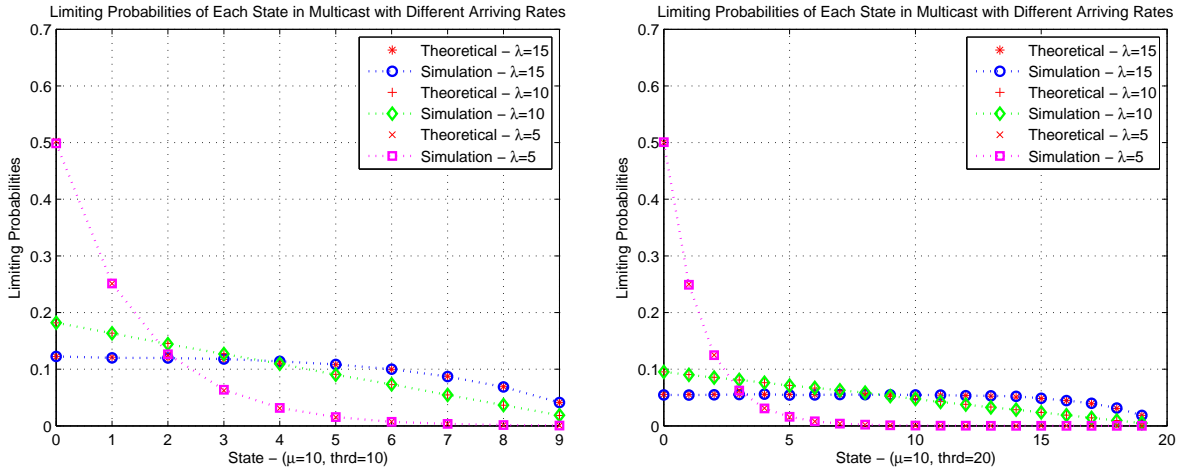 Limiting Probabilities of Each State in Multicast with Different Arriving Rates
0.7
0.6
0.5
0.4
0.3
0.2
0.1
0
Limiting Probabilities
Theoretical − λ=15
Simulation − λ=15
Theoretical − λ=10
Simulation − λ=10
Theoretical − λ=5
Simulation − λ=5
0 1 2 3 4 5 6 7 8 9
State − (μ=10, thrd=10)
Limiting Probabilities of Each State in Multicast with Different Arriving Rates
0.7
0.6
0.5
0.4
0.3
0.2
0.1
0
Limiting Probabilities
Theoretical − λ=15
Simulation − λ=15
Theoretical − λ=10
Simulation − λ=10
Theoretical − λ=5
Simulation − λ=5
0 5 10 15 20
State − (μ=10, thrd=20)